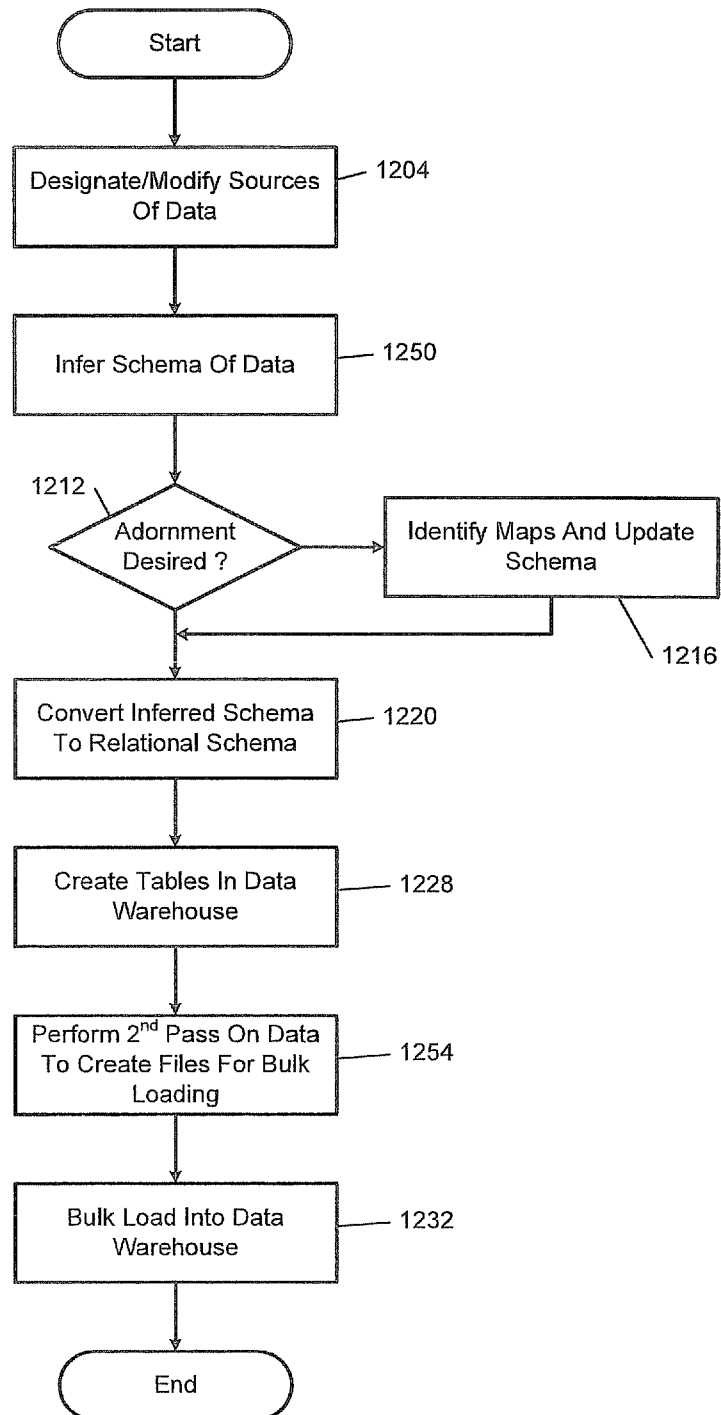 Start
Designate/Modify Sources
Of Data
1204
Infer Schema Of Data
1250
1212
Adornment
Desired ?
Identify Maps And Update
Schema
1216
Convert Inferred Schema
To Relational Schema
1220
Create Tables In Data
Warehouse
1228
Perform 2nd Pass On Data
To Create Files For Bulk
Loading
1254
Bulk Load Into Data
Warehouse
1232
End